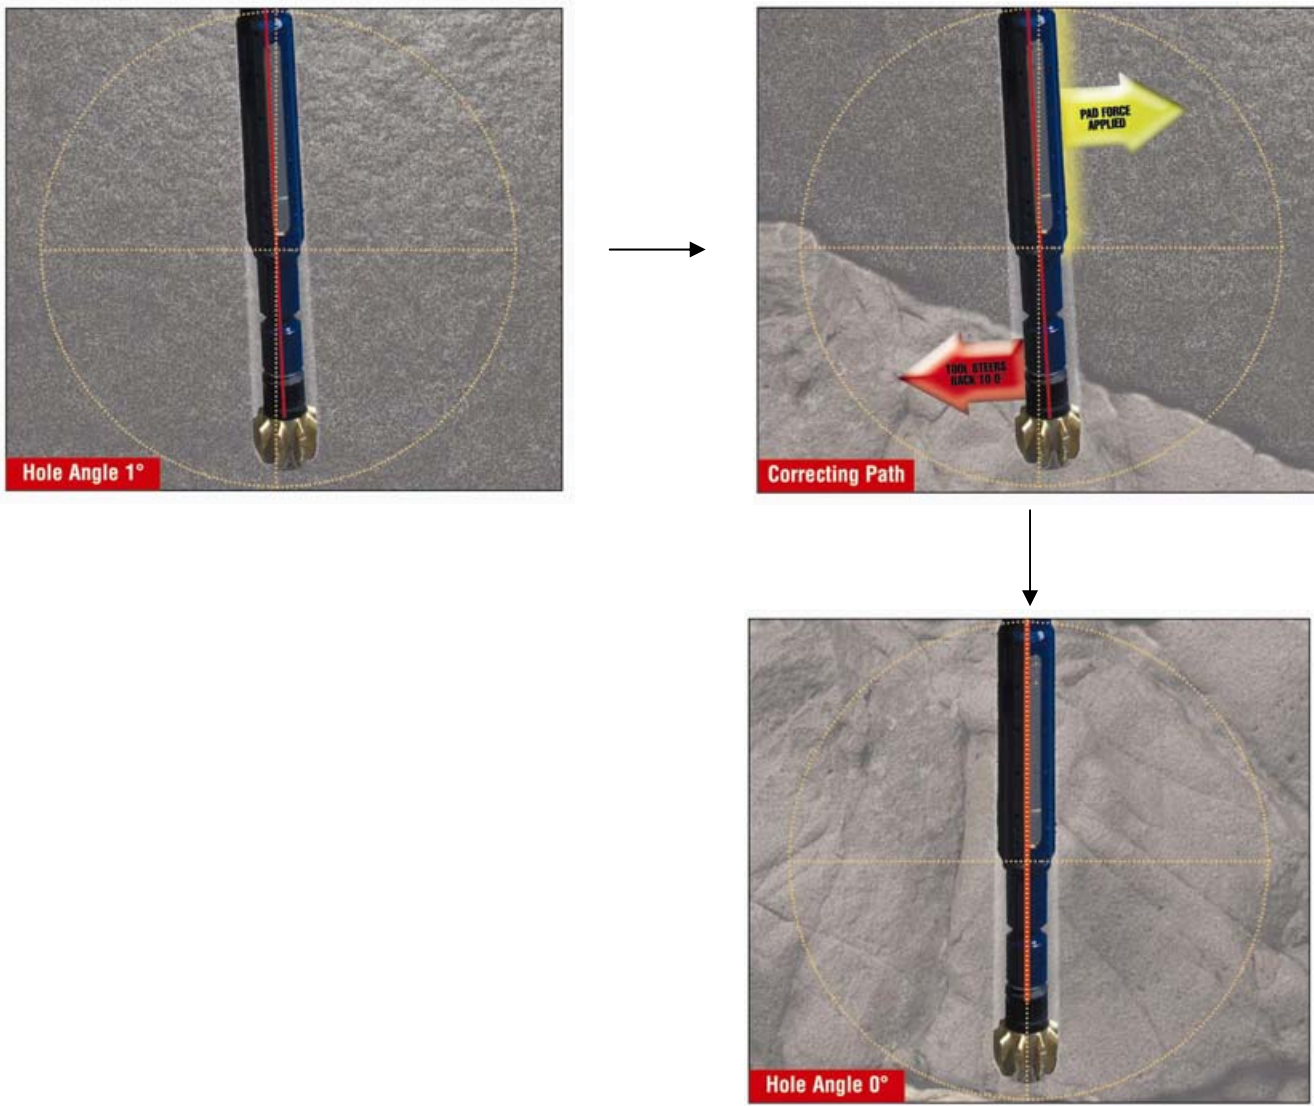 Hole Angle 1°
PAD FORCE
APPLIED
TOOL STEERS
BACK TO 0
Correcting Path
Hole Angle 0°